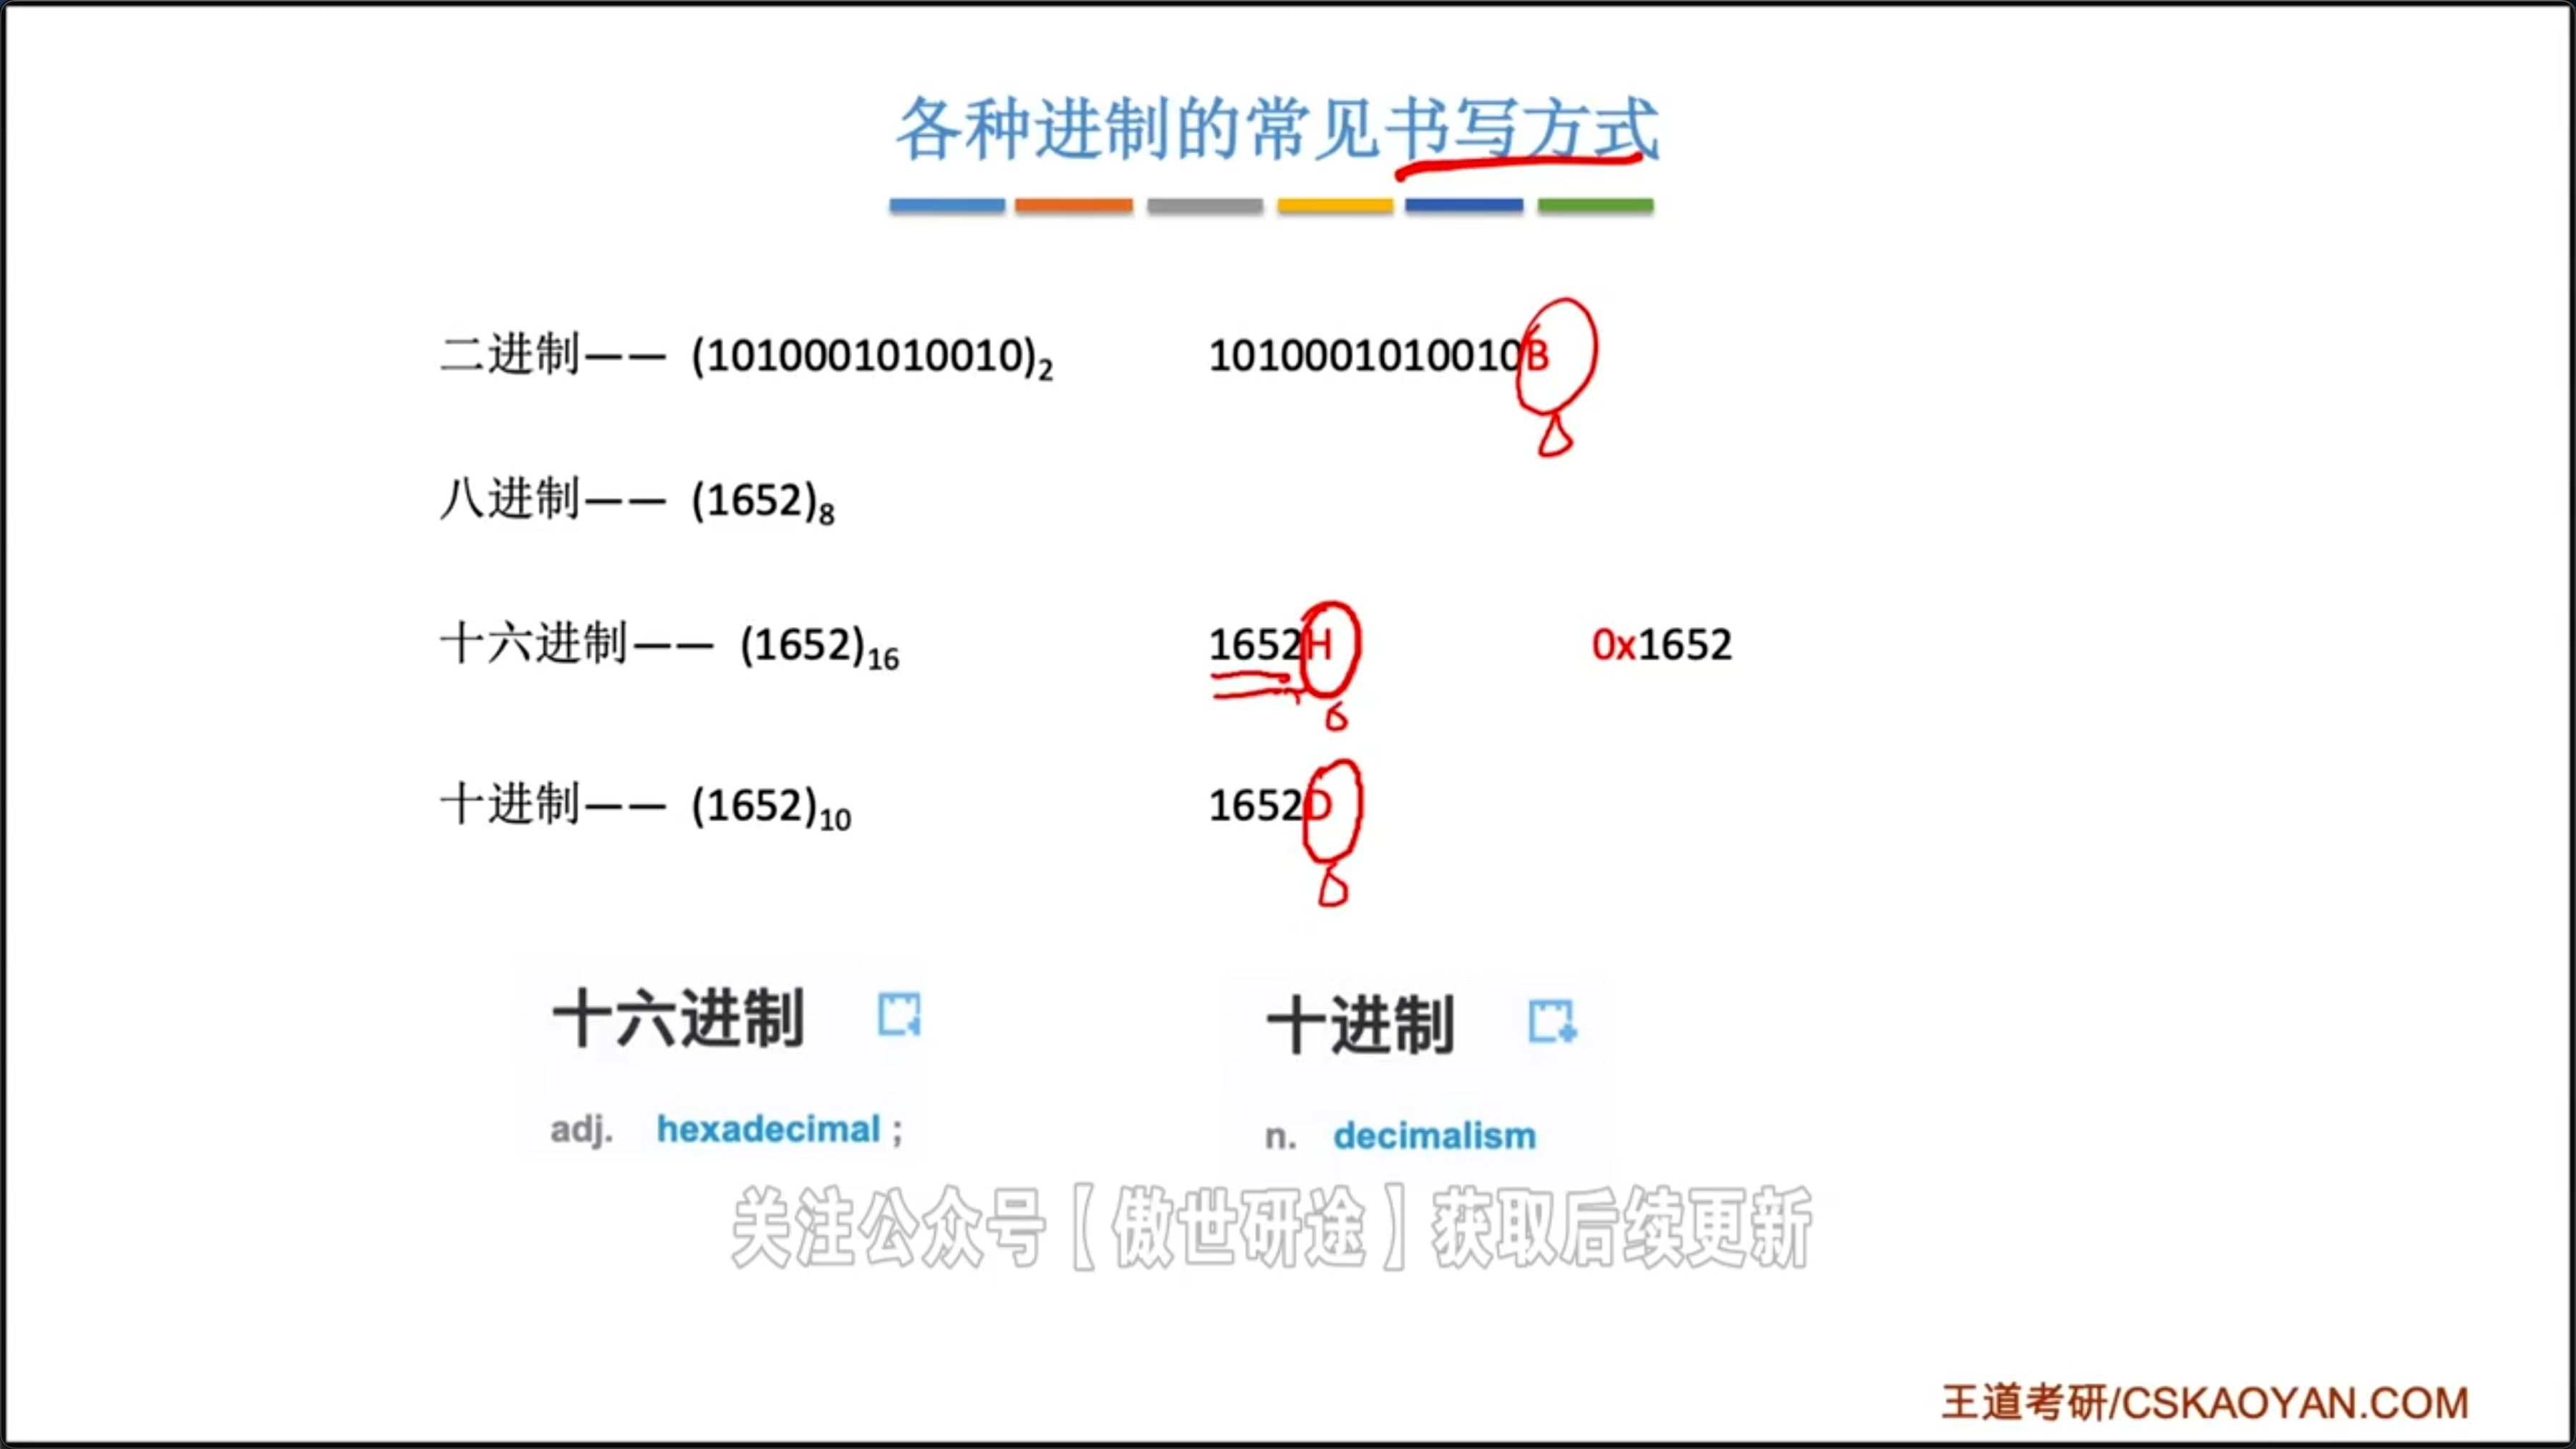 各种进制的常见书写方式
二进制—— (1010001010010)₂ 1010001010010B
八进制—— (1652)₈
十六进制—— (1652)₁₆ 1652H 0x1652
十进制—— (1652)₁₀ 1652D
十六进制 十进制
adj. hexadecimal ; n. decimalism
关注公众号【傲世研途】获取后续更新
王道考研/CSKAOYAN.COM